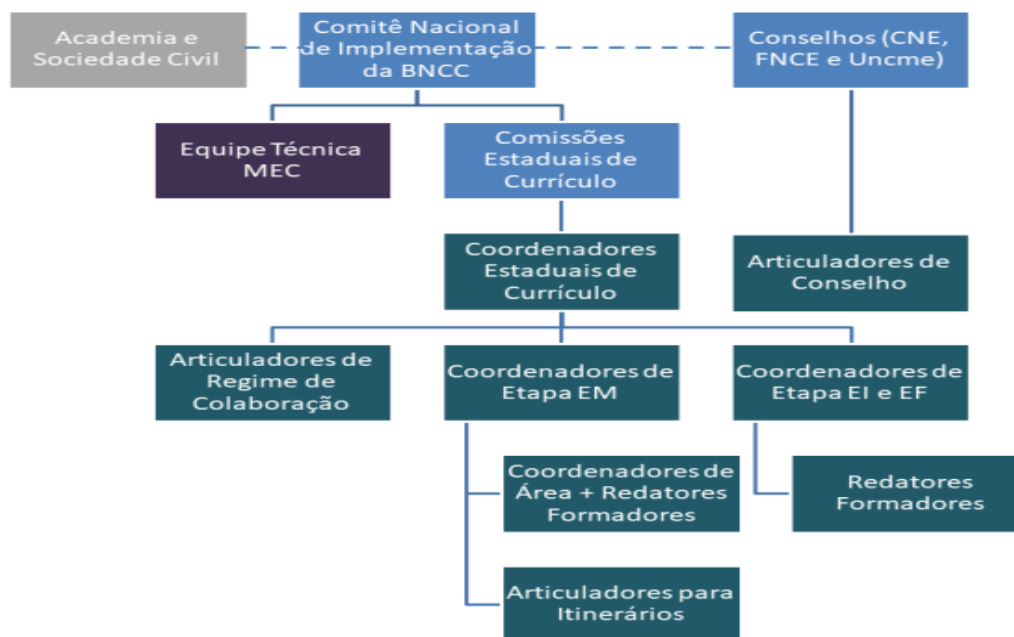 Academia e
Sociedade Civil
Comitê Nacional
de Implementação
da BNCC
Conselhos (CNE,
FNCE e Uncme)
Equipe Técnica
MEC
Comissões
Estaduais de
Currículo
Coordenadores
Estaduais de
Currículo
Articuladores de
Conselho
Articuladores de
Regime de
Colaboração
Coordenadores de
Etapa EM
Coordenadores de
Etapa EI e EF
Coordenadores de
Área + Redatores
Formadores
Redatores
Formadores
Articuladores para
Itinerários